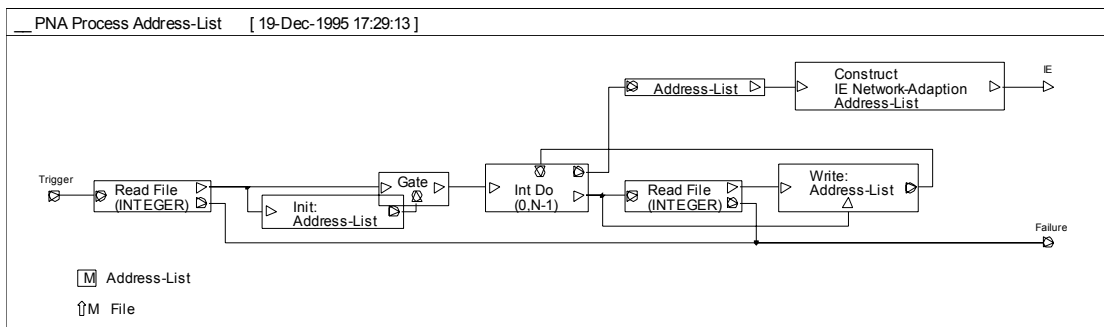 __ PNA Process Address-List [ 19-Dec-1995 17:29:13 ]
IE
Address-List
Construct
IE Network-Adaption
Address-List
Trigger
Read File
(INTEGER)
Init:
Address-List
Gate
Int Do
(0,N-1)
Read File
(INTEGER)
Write:
Address-List
Failure
M Address-List
⇧M File